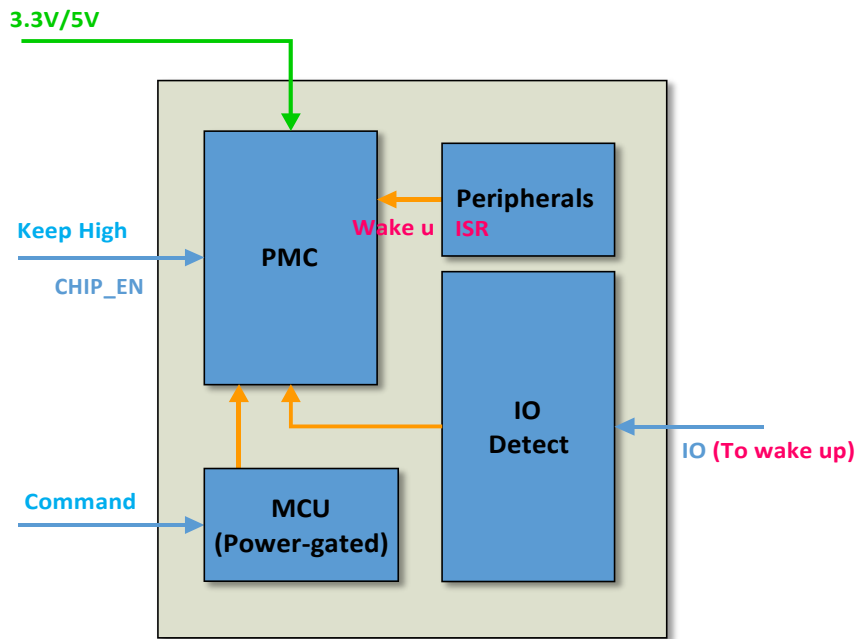 3.3V/5V
Peripherals
Wake u ISR
Keep High
PMC
CHIP_EN
IO
Detect
IO (To wake up)
Command
MCU
(Power-gated)